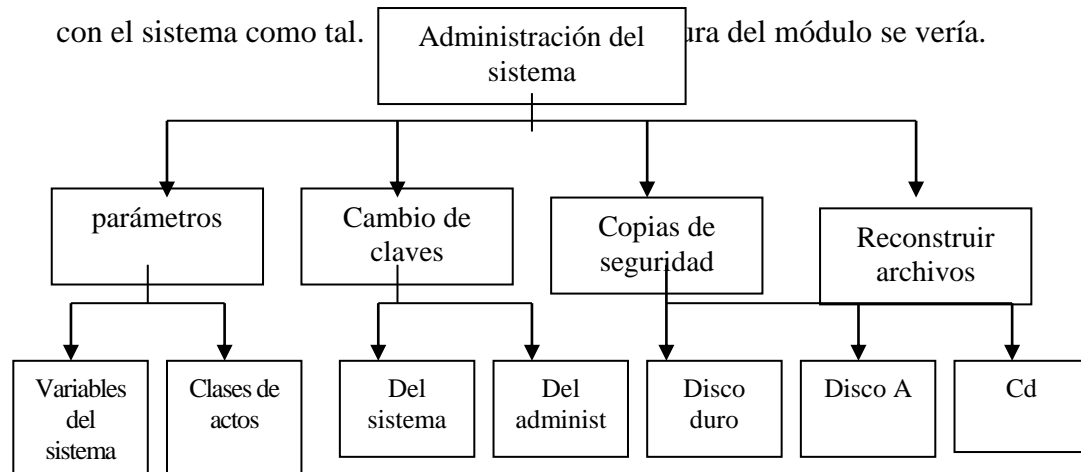 con el sistema como tal. ura del módulo se vería.
Administración del
sistema
parámetros
Cambio de
claves
Copias de
seguridad
Reconstruir
archivos
Variables
del
sistema
Clases de
actos
Del
sistema
Del
administ
Disco
duro
Disco A
Cd